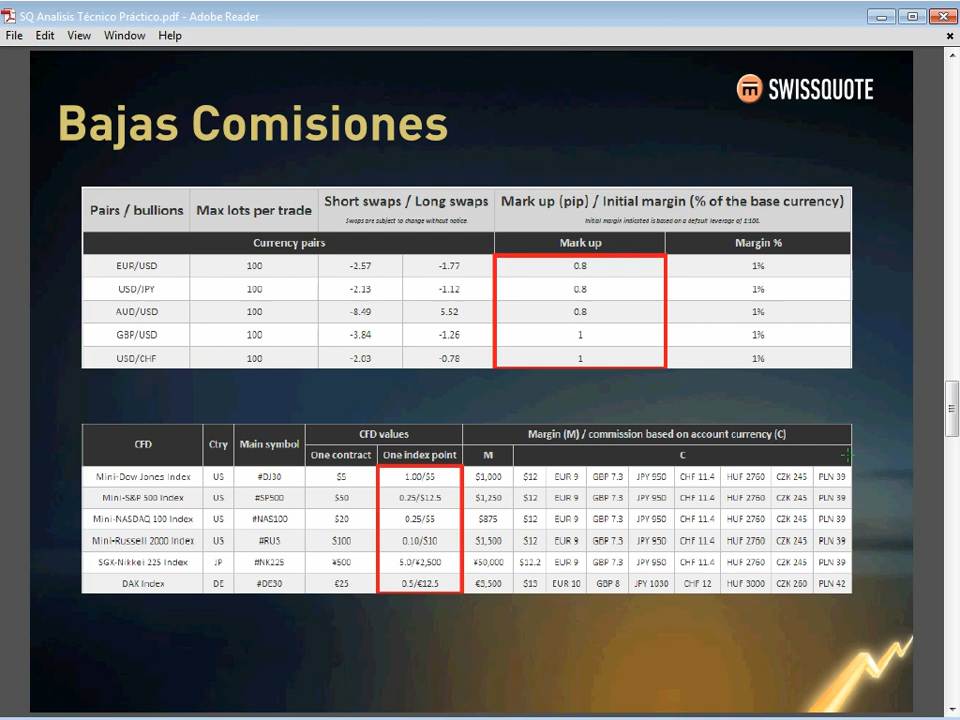 SQ Analisis Técnico Práctico.pdf - Adobe Reader
File Edit View Window Help
SWISSQUOTE
Bajas Comisiones
Pairs / bullions Max lots per trade Short swaps / Long swaps Mark up (pip) / Initial margin (% of the base currency)
Swaps are subject to change without notice. Initial margin indicated is based on a default leverage of 1:100.
Currency pairs Mark up Margin %
EUR/USD 100 -2.57 -1.77 0.8 1%
USD/JPY 100 -2.13 -1.12 0.8 1%
AUD/USD 100 -8.49 5.52 0.8 1%
GBP/USD 100 -3.84 -1.26 1 1%
USD/CHF 100 -2.03 -0.78 1 1%
CFD Ctry Main symbol CFD values Margin (M) / commission based on account currency (C)
One contract One index point M C
Mini-Dow Jones Index US #DJ30 $5 1.00/$5 $1,000 $12 EUR 9 GBP 7.3 JPY 950 CHF 11.4 HUF 2760 CZK 245 PLN 39
Mini-S&P 500 Index US #SP500 $50 0.25/$12.5 $1,250 $12 EUR 9 GBP 7.3 JPY 950 CHF 11.4 HUF 2760 CZK 245 PLN 39
Mini-NASDAQ 100 Index US #NAS100 $20 0.25/$5 $875 $12 EUR 9 GBP 7.3 JPY 950 CHF 11.4 HUF 2760 CZK 245 PLN 39
Mini-Russell 2000 Index US #RUS $100 0.10/$10 $1,500 $12 EUR 9 GBP 7.3 JPY 950 CHF 11.4 HUF 2760 CZK 245 PLN 39
SGX-Nikkei 225 Index JP #NK225 ¥500 5.0/¥2,500 ¥50,000 $12.2 EUR 9 GBP 7.3 JPY 950 CHF 11.4 HUF 2760 CZK 245 PLN 39
DAX Index DE #DE30 €25 0.5/€12.5 €3,500 $13 EUR 10 GBP 8 JPY 1030 CHF 12 HUF 3000 CZK 260 PLN 42